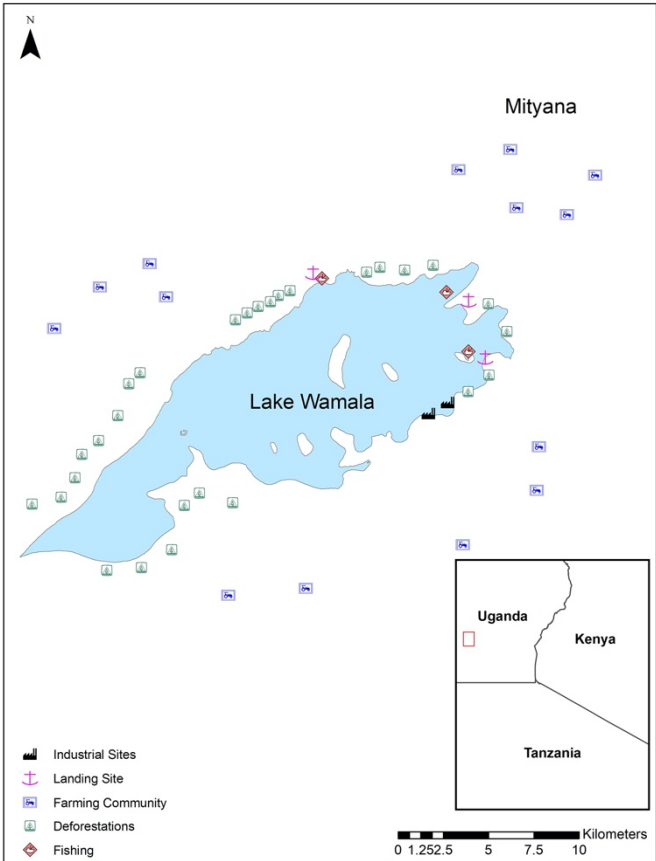 N
Mityana
Lake Wamala
Uganda
Kenya
Tanzania
Industrial Sites
Landing Site
Farming Community
Deforestations
Fishing
Kilometers
0 1.252.5 5 7.5 10